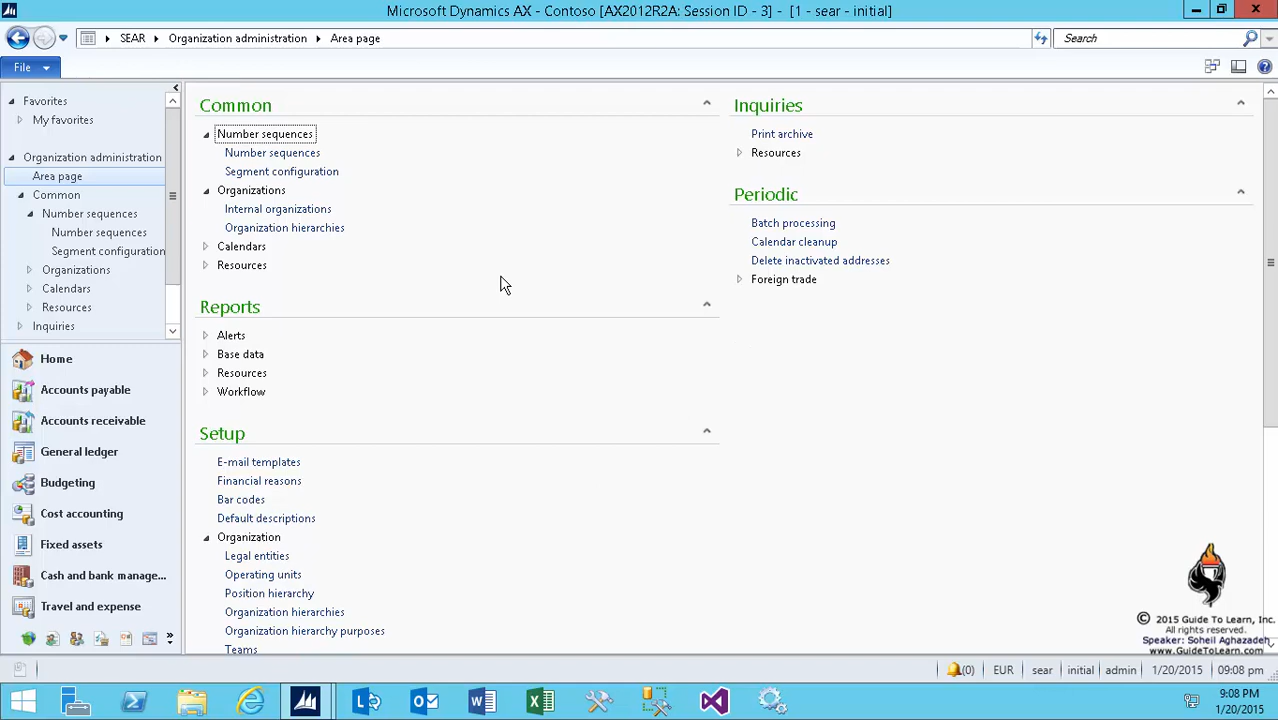 Microsoft Dynamics AX - Contoso [AX2012R2A: Session ID - 3] - [1 - sear - initial]
SEAR
Organization administration
Area page
Search
File
Favorites
My favorites
Organization administration
Area page
Common
Number sequences
Number sequences
Segment configuration
Organizations
Calendars
Resources
Inquiries
Home
Accounts payable
Accounts receivable
General ledger
Budgeting
Cost accounting
Fixed assets
Cash and bank manage...
Travel and expense
Common
Number sequences
Number sequences
Segment configuration
Organizations
Internal organizations
Organization hierarchies
Calendars
Resources
Reports
Alerts
Base data
Resources
Workflow
Setup
E-mail templates
Financial reasons
Bar codes
Default descriptions
Organization
Legal entities
Operating units
Position hierarchy
Organization hierarchies
Organization hierarchy purposes
Teams
Inquiries
Print archive
Resources
Periodic
Batch processing
Calendar cleanup
Delete inactivated addresses
Foreign trade
© 2015 Guide To Learn, Inc.
All rights reserved.
Speaker: Soheil Aghazadeh
www.GuideToLearn.com
(0) EUR sear initial admin 1/20/2015 09:08 pm
9:08 PM
1/20/2015